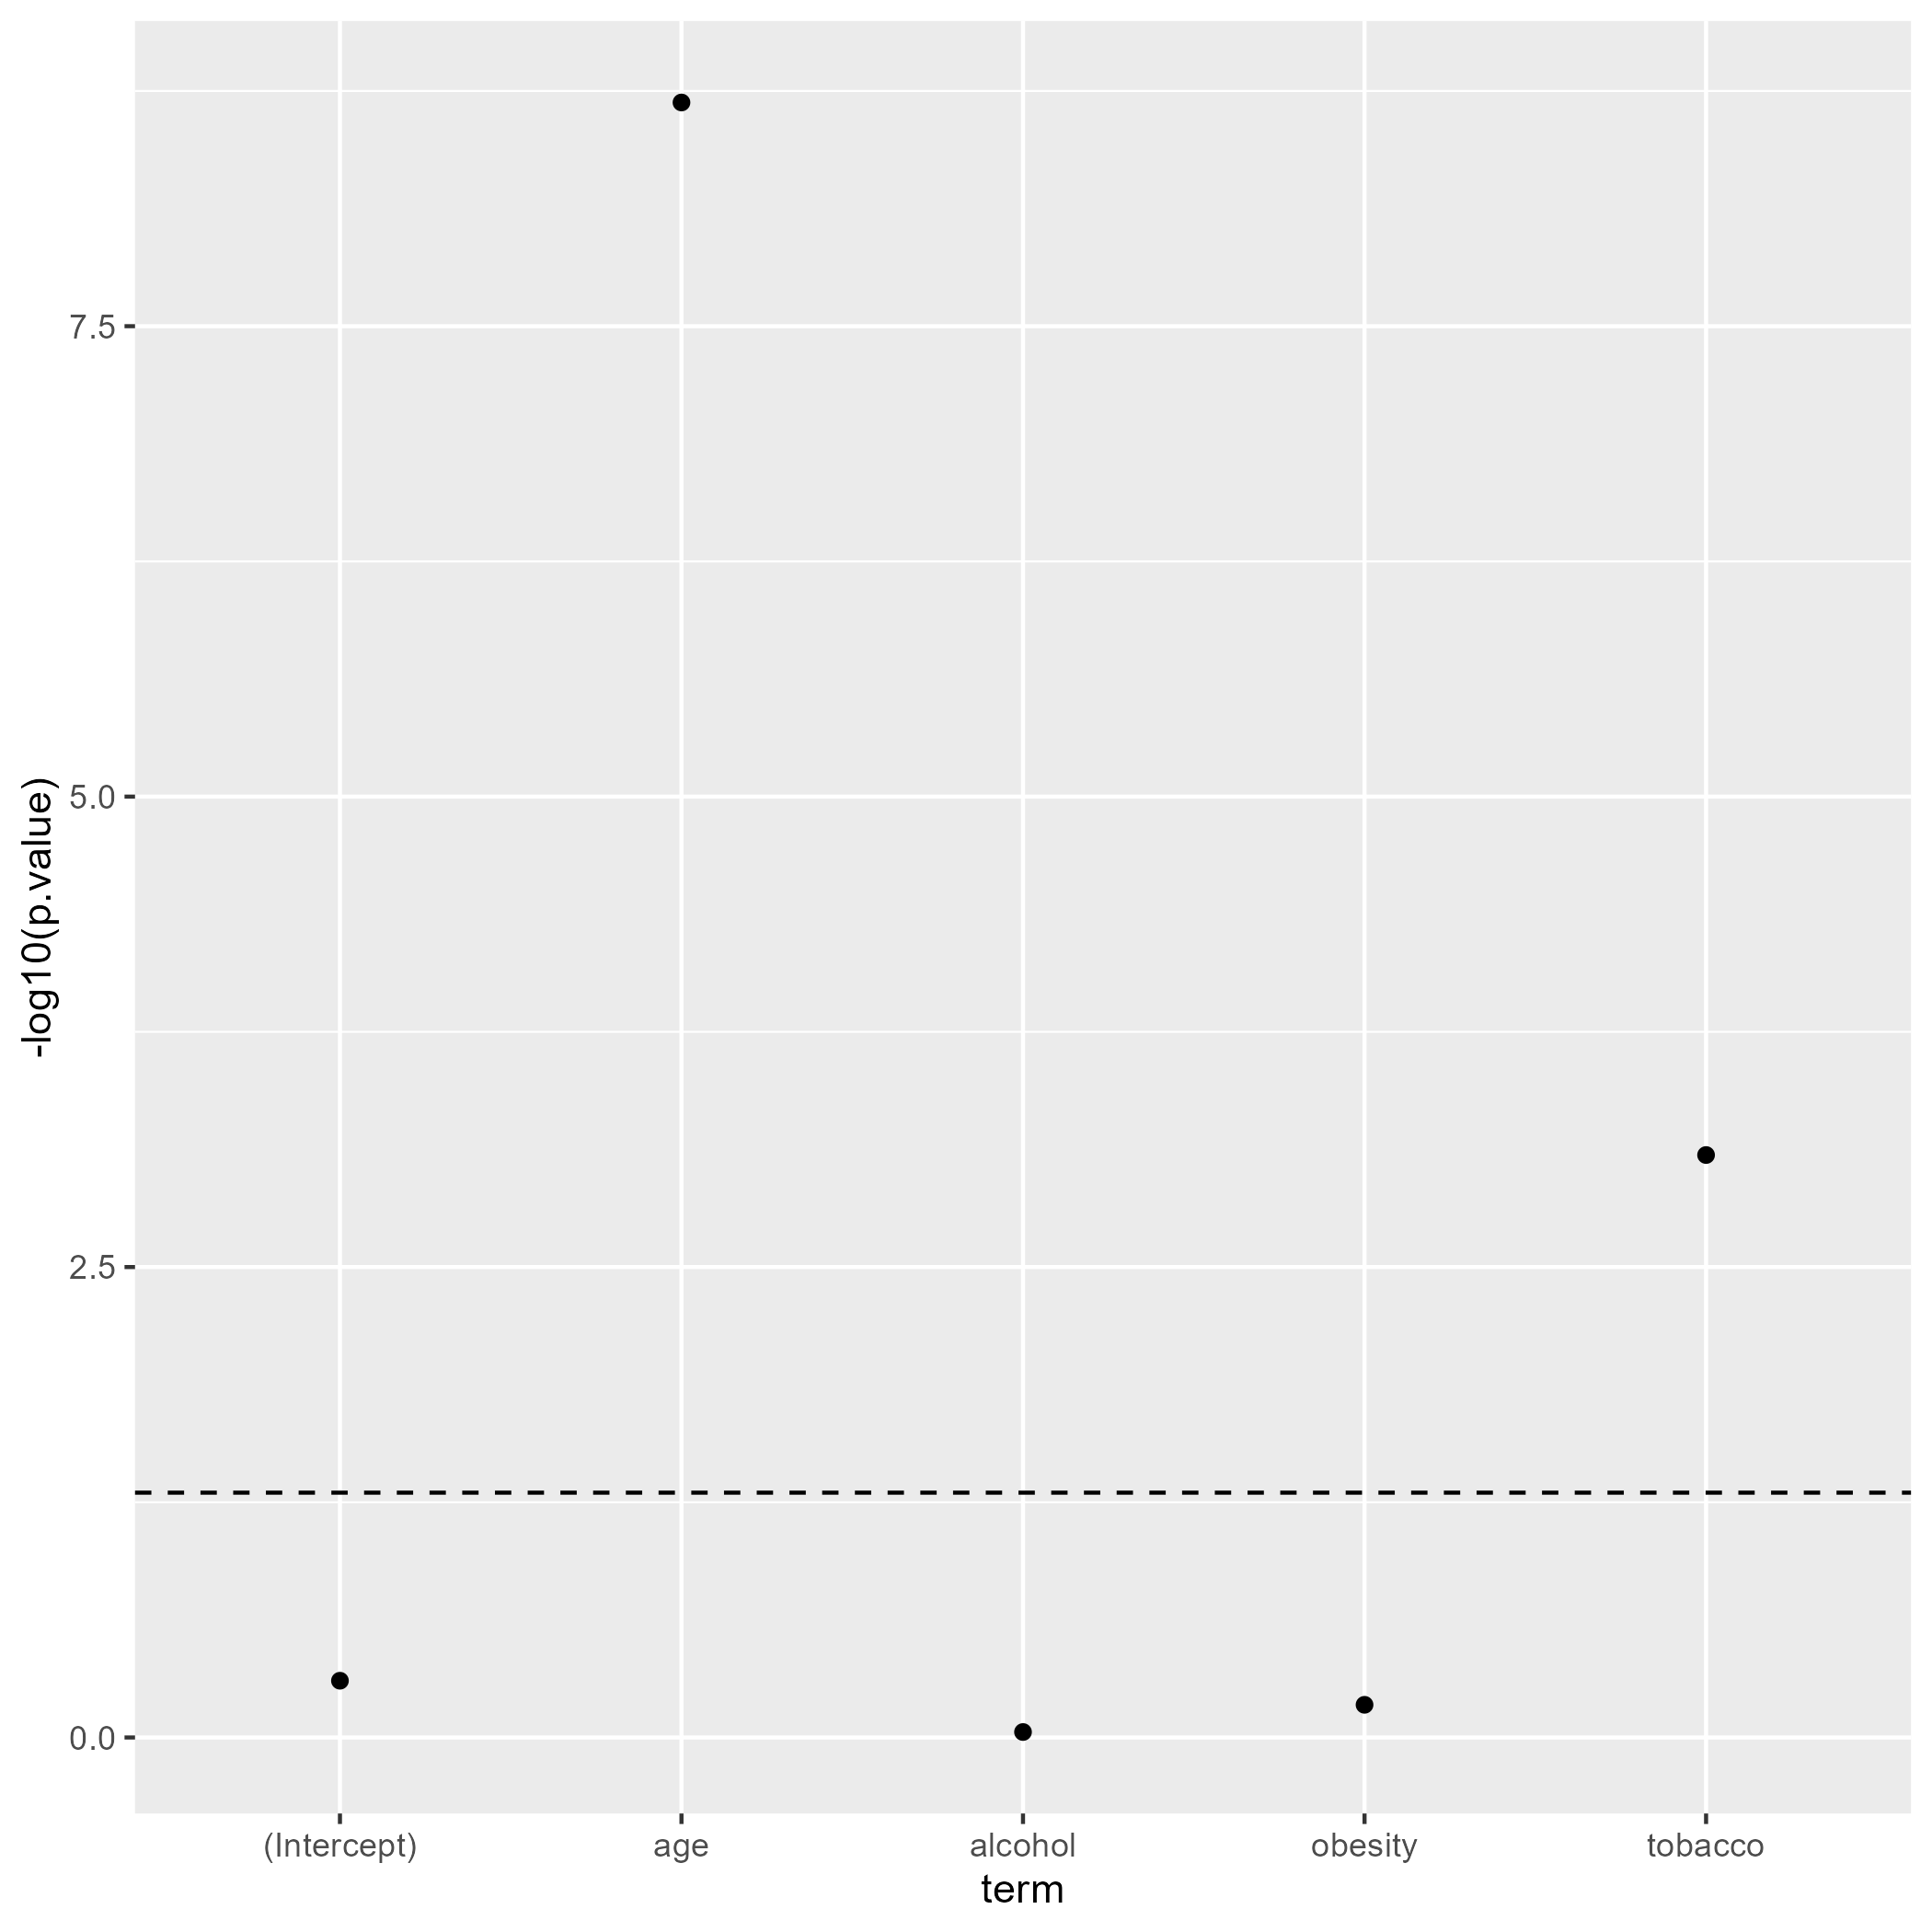 -log10(p.value)
7.5
5.0
2.5
0.0
(Intercept) age alcohol obesity tobacco
term